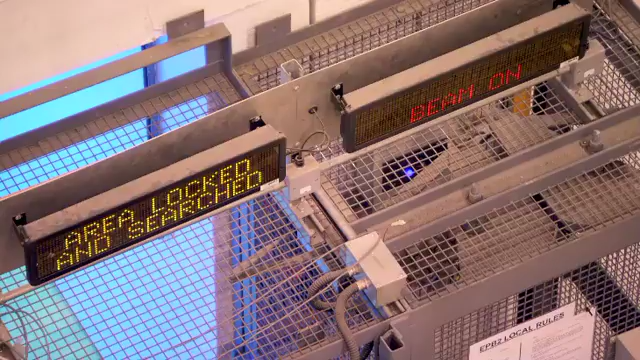 AREA LOCKED
AND SEARCHED
BEAM ON
EPB2 LOCAL RULES